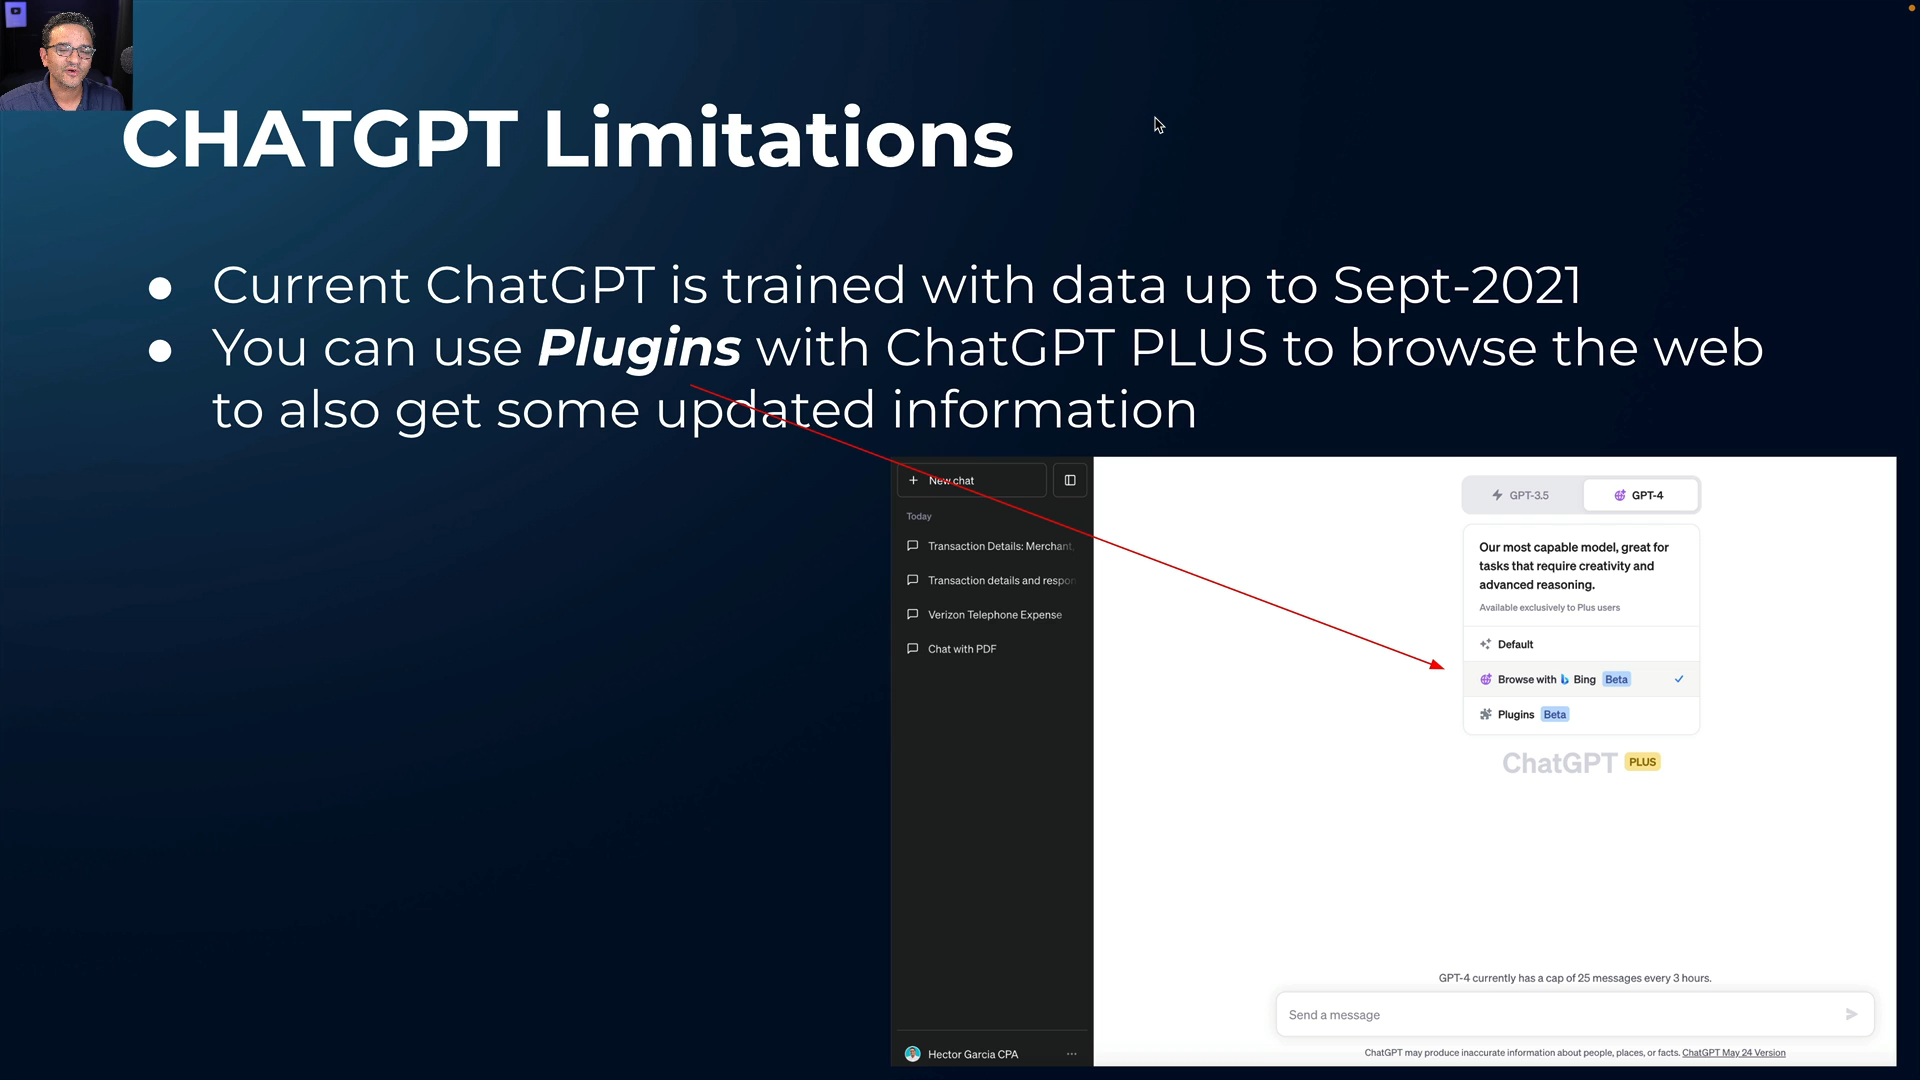 CHATGPT Limitations
● Current ChatGPT is trained with data up to Sept-2021
● You can use Plugins with ChatGPT PLUS to browse the web
to also get some updated information
+ New chat
Today
Transaction Details: Merchant,
Transaction details and respon
Verizon Telephone Expense
Chat with PDF
Hector Garcia CPA ...
GPT-3.5 GPT-4
Our most capable model, great for
tasks that require creativity and
advanced reasoning.
Available exclusively to Plus users
Default
Browse with Bing Beta
Plugins Beta
ChatGPT PLUS
GPT-4 currently has a cap of 25 messages every 3 hours.
Send a message
ChatGPT may produce inaccurate information about people, places, or facts. ChatGPT May 24 Version